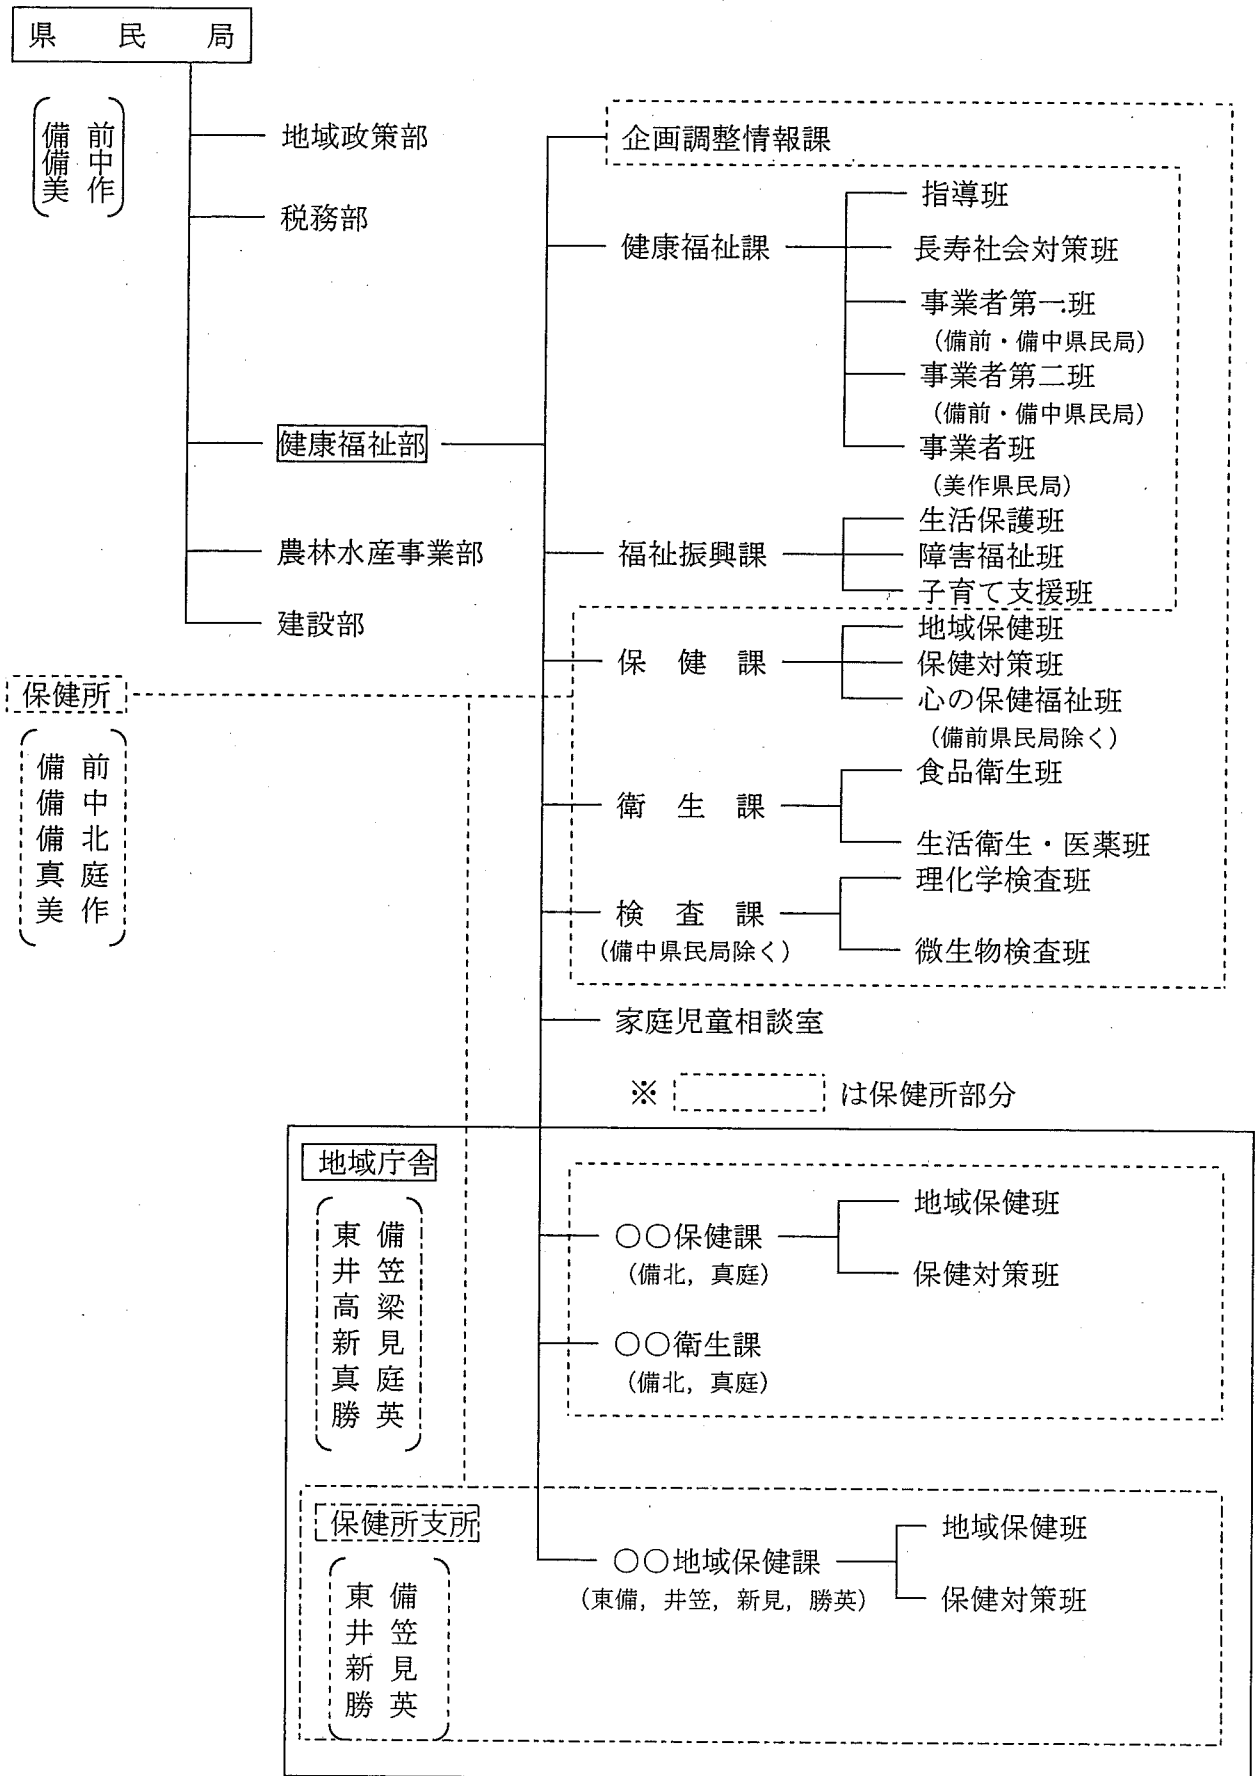 県民局
備前
備中
美作
地域政策部
税務部
健康福祉部
農林水産事業部
建設部
企画調整情報課
健康福祉課
指導班
長寿社会対策班
事業者第一班
(備前・備中県民局)
事業者第二班
(備前・備中県民局)
事業者班
(美作県民局)
福祉振興課
生活保護班
障害福祉班
子育て支援班
保健課
地域保健班
保健対策班
心の保健福祉班
(備前県民局除く)
衛生課
食品衛生班
生活衛生・医薬班
検査課
(備中県民局除く)
理化学検査班
微生物検査班
家庭児童相談室
保健所
備前
備中
備北
真庭
美作
※ は保健所部分
地域庁舎
東備
井笠
高梁
新見
真庭
勝英
○○保健課
(備北, 真庭)
地域保健班
保健対策班
○○衛生課
(備北, 真庭)
保健所支所
東備
井笠
新見
勝英
○○地域保健課
(東備, 井笠, 新見, 勝英)
地域保健班
保健対策班